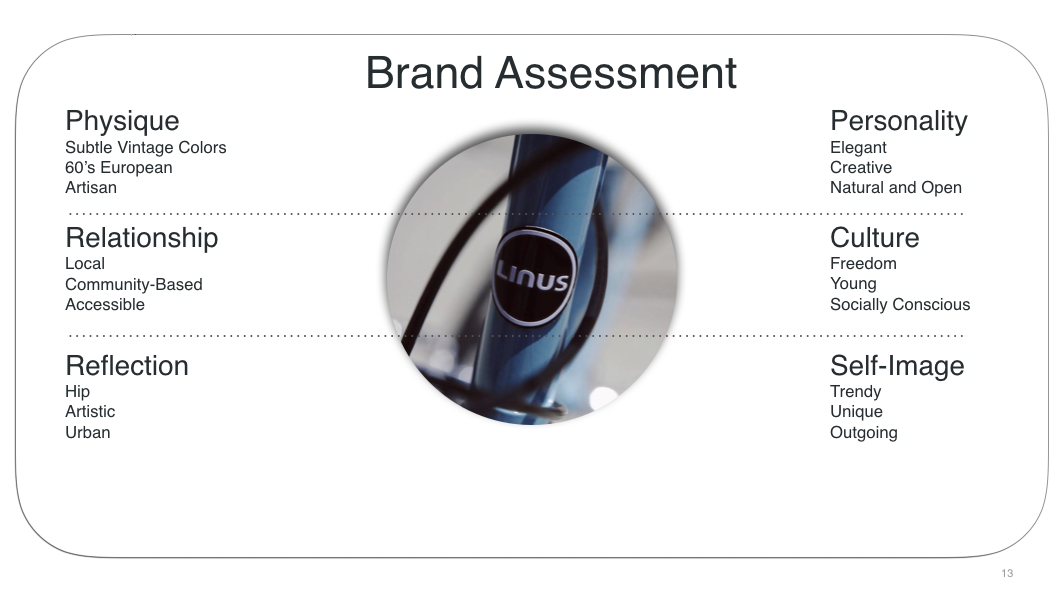 Brand Assessment
Physique
Subtle Vintage Colors
60’s European
Artisan
Personality
Elegant
Creative
Natural and Open
LINUS
Relationship
Local
Community-Based
Accessible
Culture
Freedom
Young
Socially Conscious
Reflection
Hip
Artistic
Urban
Self-Image
Trendy
Unique
Outgoing
13